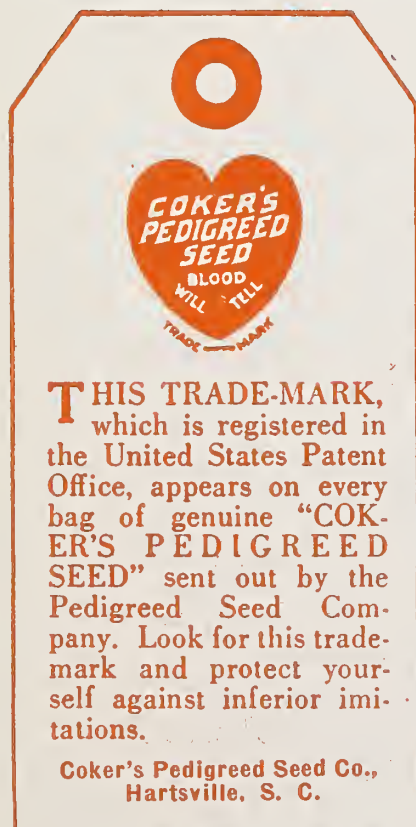 COKER'S
PEDIGREED
SEED
BLOOD
WILL TELL
TRADE MARK
THIS TRADE-MARK,
which is registered in
the United States Patent
Office, appears on every
bag of genuine "COK-
ER'S PEDIGREED
SEED" sent out by the
Pedigreed Seed Com-
pany. Look for this trade-
mark and protect your-
self against inferior imi-
tations.
Coker's Pedigreed Seed Co.,
Hartsville, S. C.